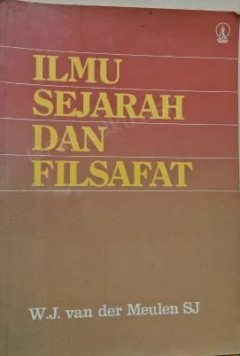 ILMU
SEJARAH
DAN
FILSAFAT
W.J. van der Meulen SJ